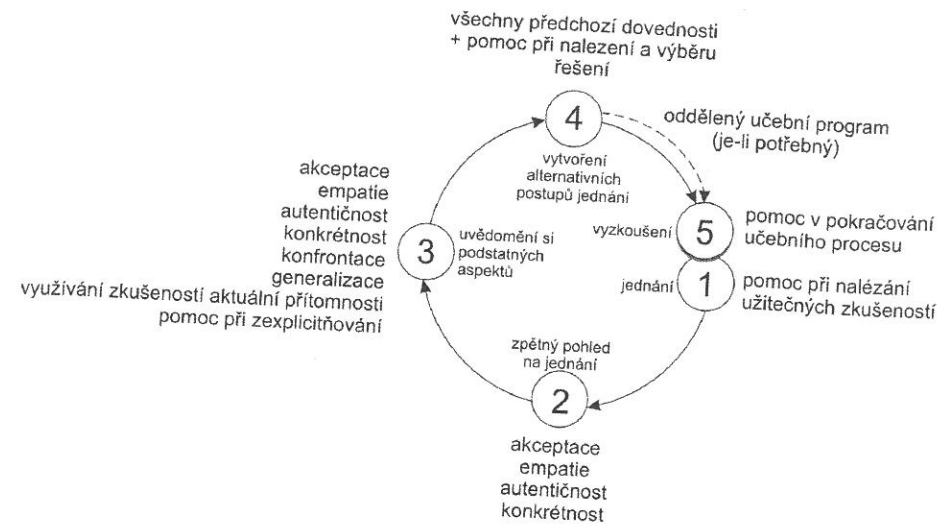 všechny předchozí dovednosti
+ pomoc při nalezení a výběru
řešení
4
vytvoření
alternativních
postupů jednání
oddělený učební program
(je-li potřebný)
vyzkoušení
5
pomoc v pokračování
učebního procesu
jednání
1
pomoc při nalézání
užitečných zkušeností
zpětný pohled
na jednání
2
akceptace
empatie
autentičnost
konkrétnost
akceptace
empatie
autentičnost
konkrétnost
konfrontace
generalizace
využívání zkušeností aktuální přítomnosti
pomoc při zexplicitňování
3
uvědomění si
podstatných
aspektů